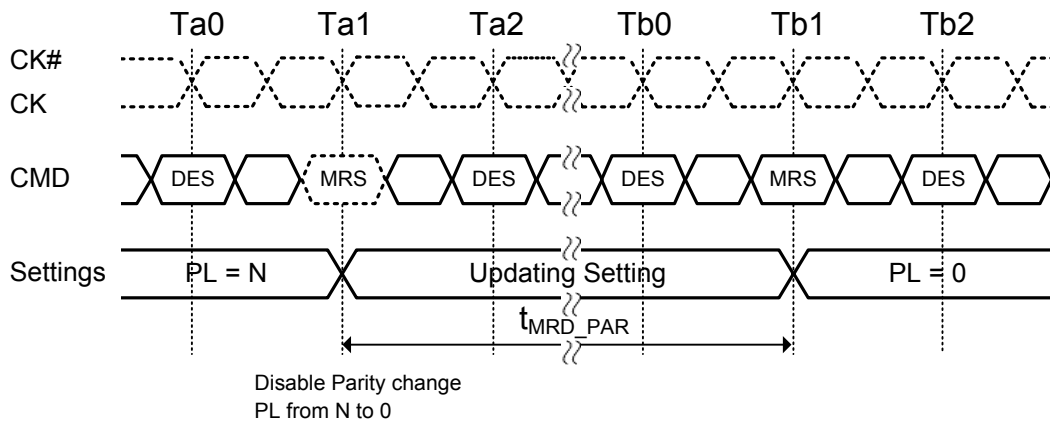 Ta0 Ta1 Ta2 Tb0 Tb1 Tb2
CK#
CK
CMD DES MRS DES DES MRS DES
Settings PL = N Updating Setting PL = 0
tMRD_PAR
Disable Parity change
PL from N to 0